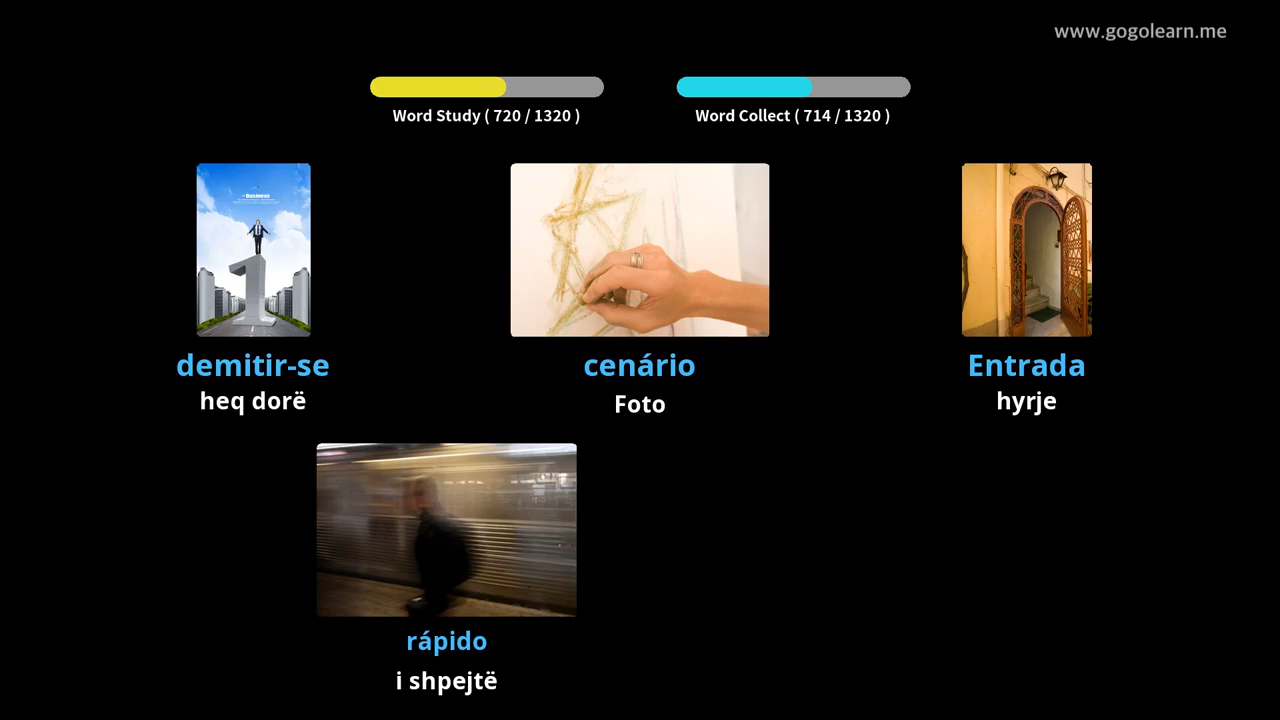 www.gogolearn.me
Word Study ( 720 / 1320 )
Word Collect ( 714 / 1320 )
Business
demitir-se
heq dorë
cenário
Foto
Entrada
hyrje
rápido
i shpejtë